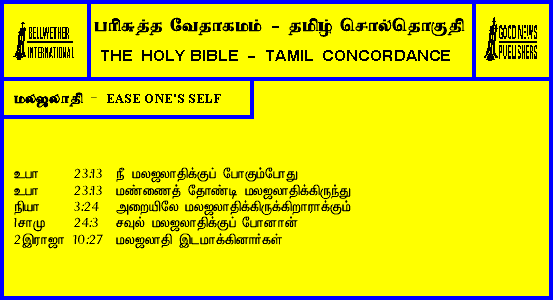 BELLWETHER
INTERNATIONAL
பரிசுத்த வேதாகமம் - தமிழ் சொல்தொகுதி
THE HOLY BIBLE - TAMIL CONCORDANCE
GOOD NEWS
PUBLISHERS
மலஜலாதி - EASE ONE'S SELF
உபா 23:13 நீ மலஜலாதிக்குப் போகும்போது
உபா 23:13 மண்ணைத் தோண்டி மலஜலாதிக்கிருந்து
நியா 3:24 அறையிலே மலஜலாதிக்கிருக்கிறாராக்கும்
1சாமு 24:3 சவுல் மலஜலாதிக்குப் போனான்
2இராஜா 10:27 மலஜலாதி இடமாக்கினார்கள்